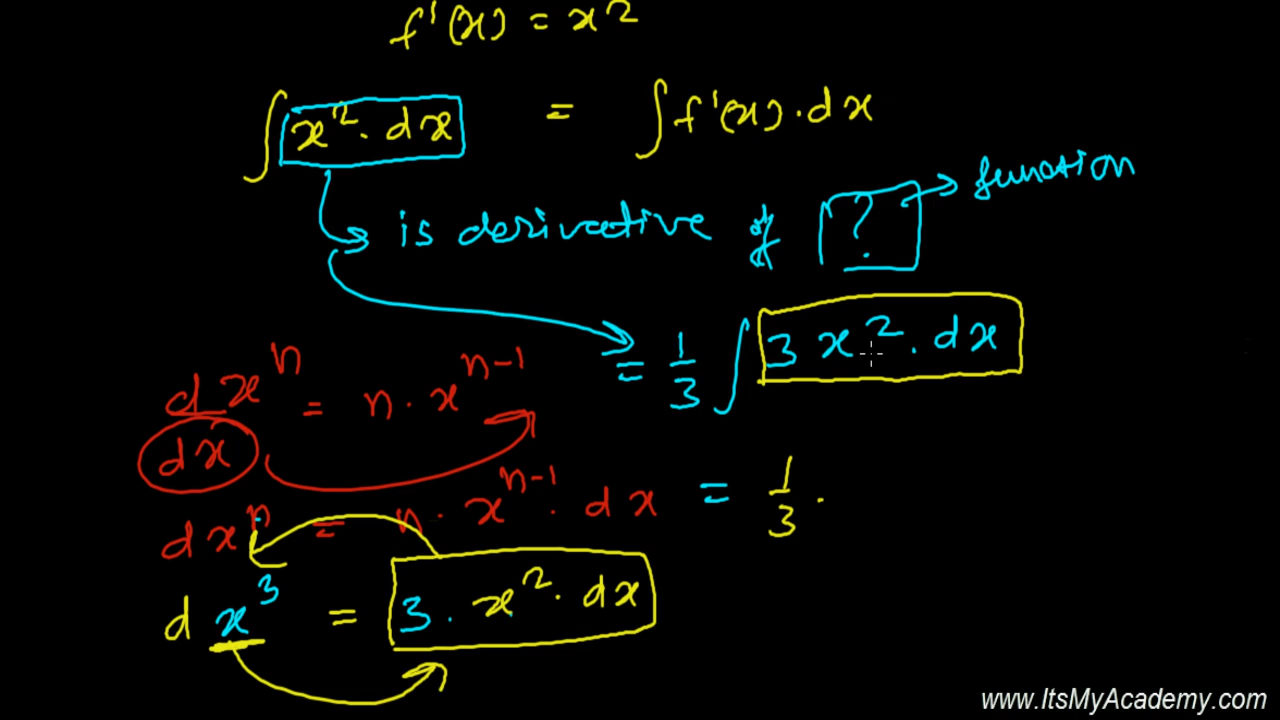 f'(x) = x²
∫ x² · dx = ∫ f'(x) · dx
is derivative of ? → function
= 1/3 ∫ 3x² · dx
dxⁿ/dx = n · xⁿ⁻¹
dxⁿ = n · xⁿ⁻¹ · dx
= 1/3 ·
dx³ = 3 · x² · dx
www.ItsMyAcademy.com